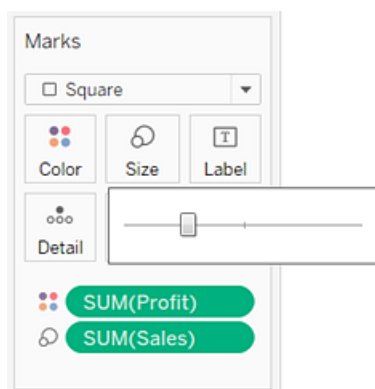 Marks
Square
Color Size Label
Detail
SUM(Profit)
SUM(Sales)